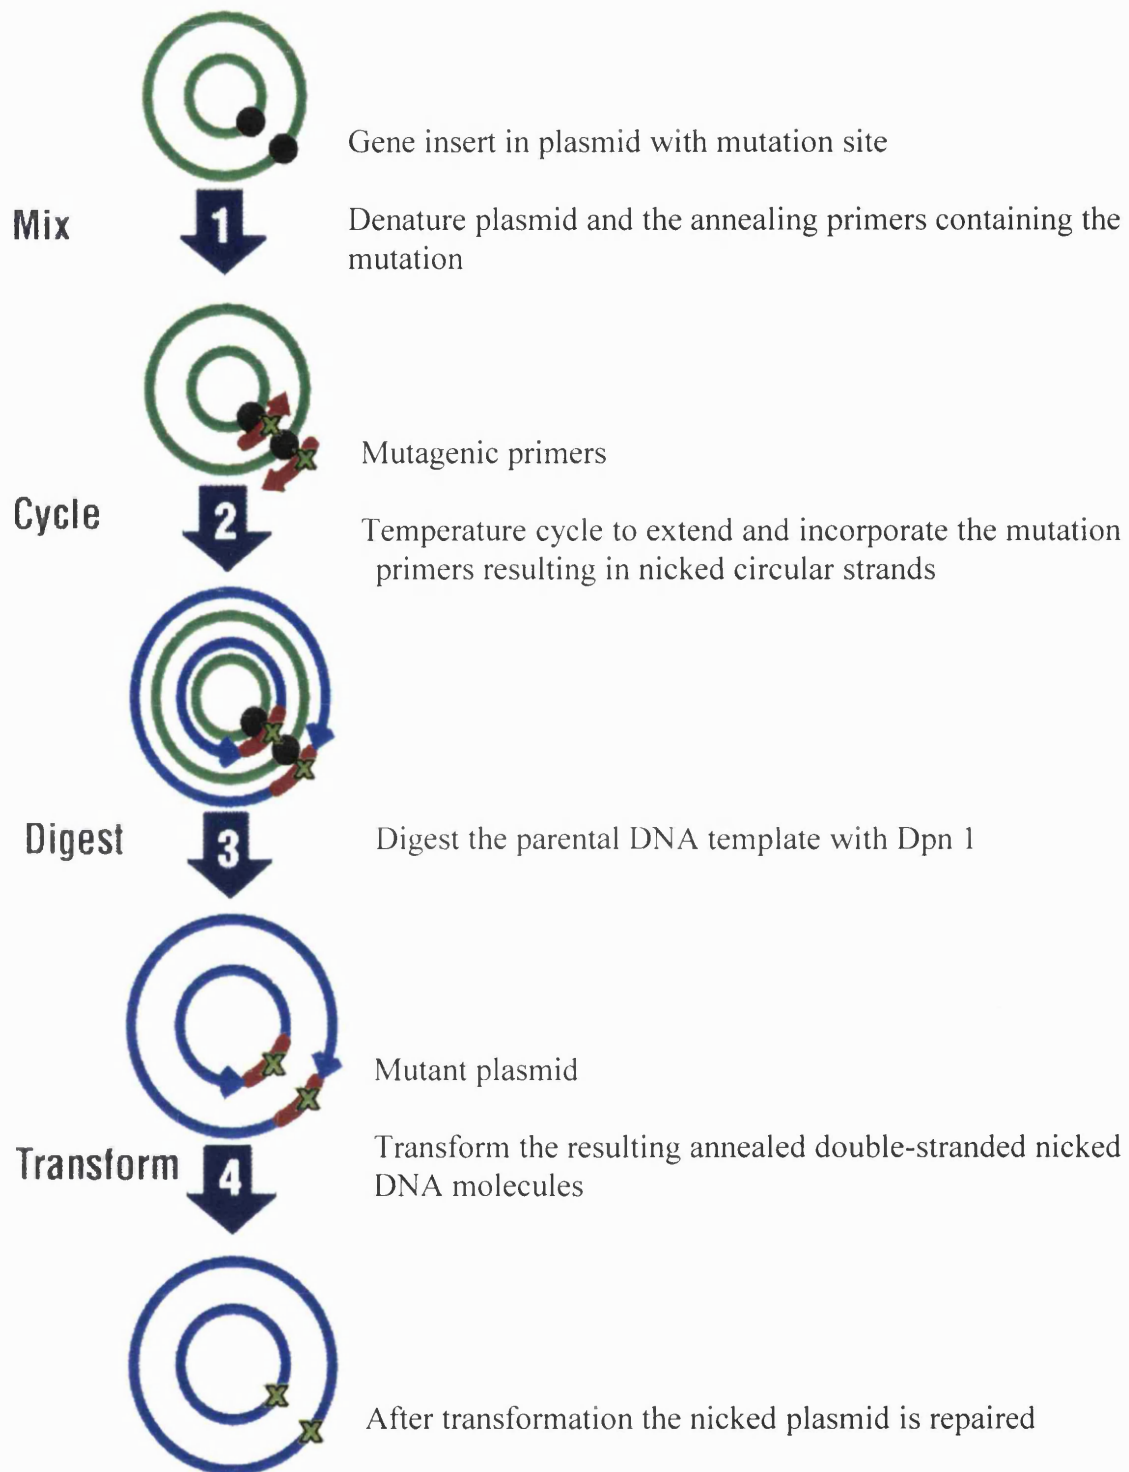 Gene insert in plasmid with mutation site
Mix
1
Denature plasmid and the annealing primers containing the
mutation
x
x
Mutagenic primers
Cycle
2
Temperature cycle to extend and incorporate the mutation
primers resulting in nicked circular strands
x
x
Digest
3
Digest the parental DNA template with Dpn 1
x
x
Mutant plasmid
Transform
4
Transform the resulting annealed double-stranded nicked
DNA molecules
x
x
After transformation the nicked plasmid is repaired